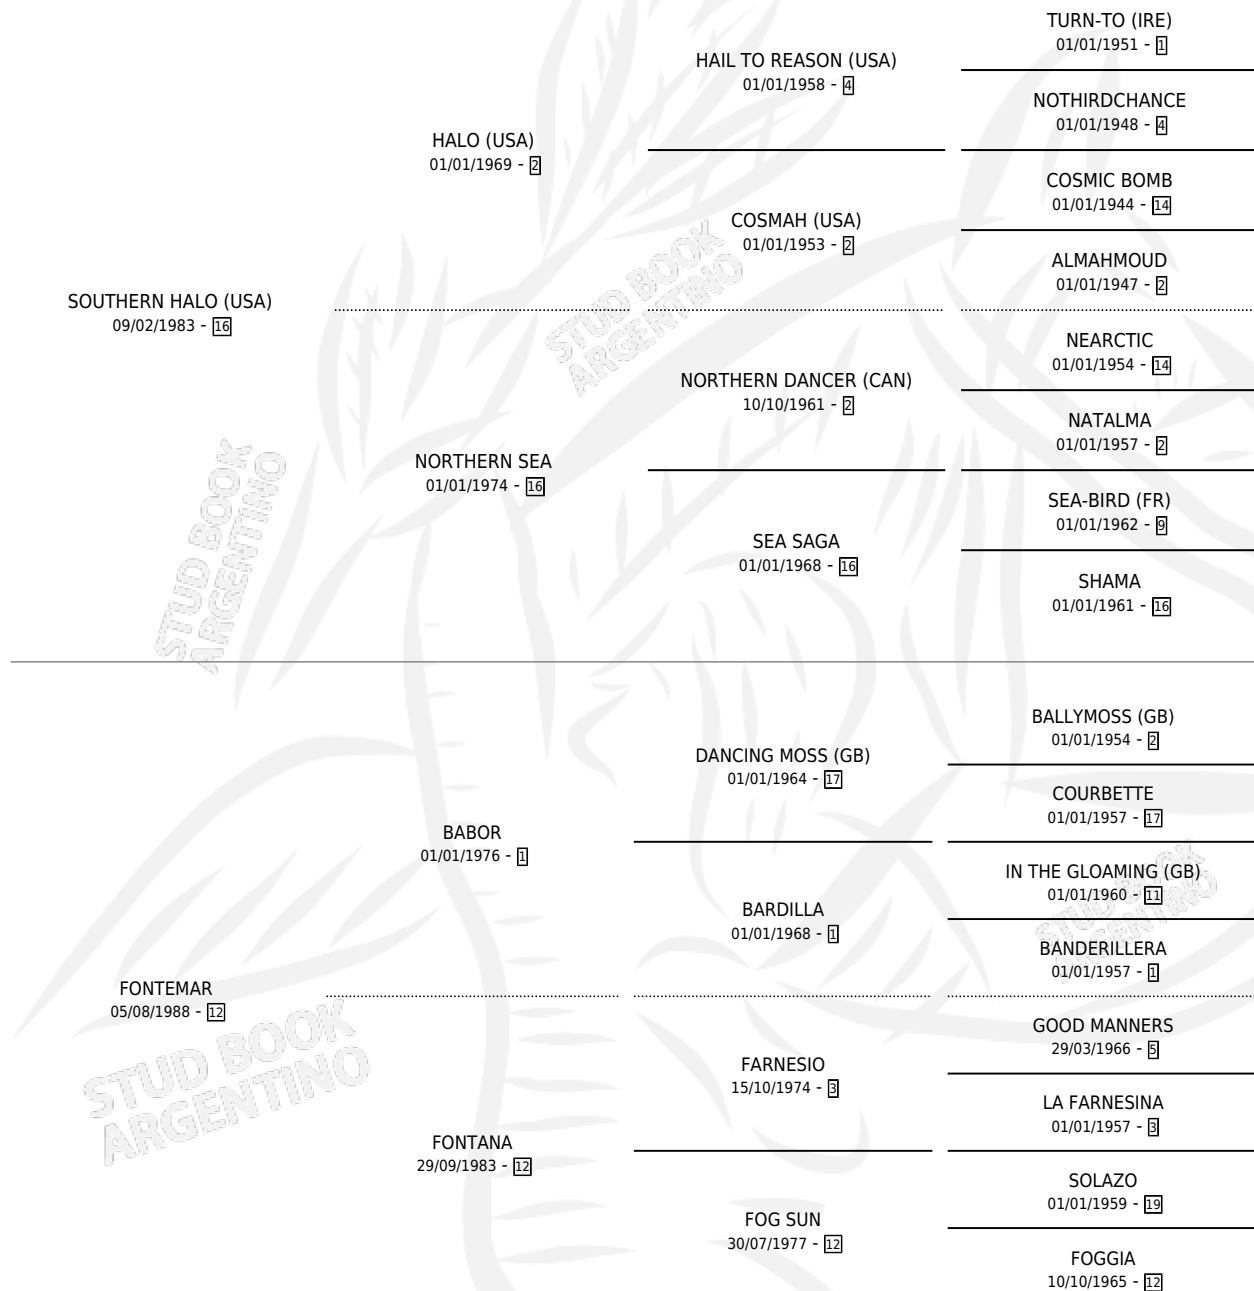 TURN-TO (IRE)
01/01/1951 - 1
HAIL TO REASON (USA)
01/01/1958 - 4
NOTHIRDCHANCE
01/01/1948 - 4
HALO (USA)
01/01/1969 - 2
COSMIC BOMB
01/01/1944 - 14
COSMAH (USA)
01/01/1953 - 2
ALMAHMOUD
01/01/1947 - 2
SOUTHERN HALO (USA)
09/02/1983 - 16
NEARCTIC
01/01/1954 - 14
NORTHERN DANCER (CAN)
10/10/1961 - 2
NATALMA
01/01/1957 - 2
NORTHERN SEA
01/01/1974 - 16
SEA-BIRD (FR)
01/01/1962 - 9
SEA SAGA
01/01/1968 - 16
SHAMA
01/01/1961 - 16
BALLYMOSS (GB)
01/01/1954 - 2
DANCING MOSS (GB)
01/01/1964 - 17
COURBETTE
01/01/1957 - 17
BABOR
01/01/1976 - 1
IN THE GLOAMING (GB)
01/01/1960 - 11
BARDILLA
01/01/1968 - 1
BANDERILLERA
01/01/1957 - 1
FONTEMAR
05/08/1988 - 12
GOOD MANNERS
29/03/1966 - 5
FARNESIO
15/10/1974 - 3
LA FARNESINA
01/01/1957 - 3
FONTANA
29/09/1983 - 12
SOLAZO
01/01/1959 - 19
FOG SUN
30/07/1977 - 12
FOGGIA
10/10/1965 - 12
STUD BOOK
ARGENTINO
STUD BOOK
ARGENTINO
STUD BOOK
ARGENTINO
STUD BOOK
ARGENTINO